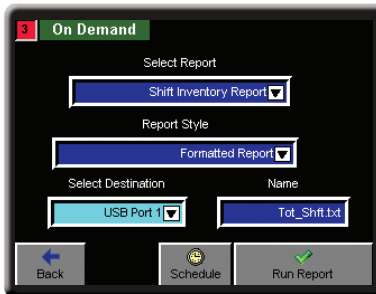 3 On Demand
Select Report
Shift Inventory Report
Report Style
Formatted Report
Select Destination Name
USB Port 1 Tot_Shft.txt
Back Schedule Run Report